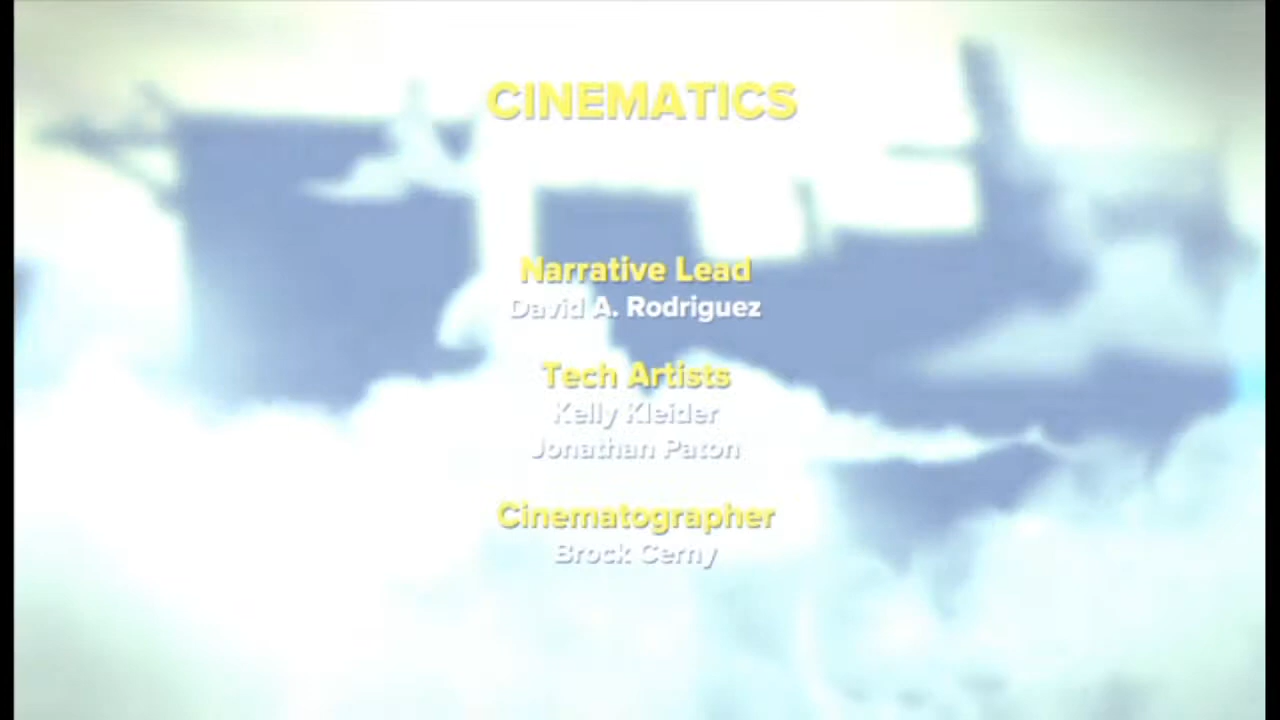 CINEMATICS
Narrative Lead
David A. Rodriguez
Tech Artists
Kelly Kleider
Jonathan Paton
Cinematographer
Brock Cerny